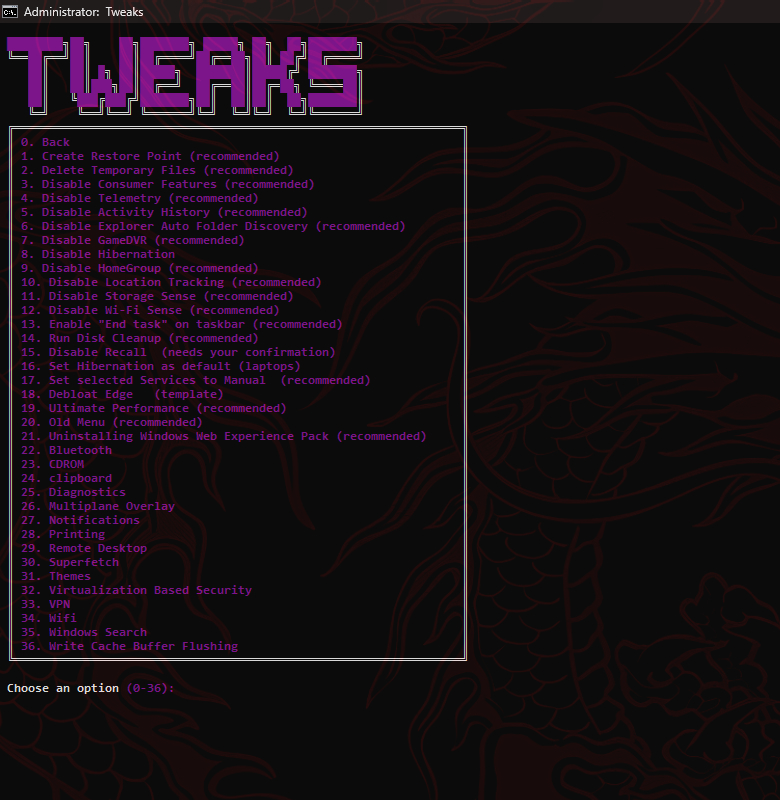 Administrator: Tweaks
TWEAKS
0. Back
1. Create Restore Point (recommended)
2. Delete Temporary Files (recommended)
3. Disable Consumer Features (recommended)
4. Disable Telemetry (recommended)
5. Disable Activity History (recommended)
6. Disable Explorer Auto Folder Discovery (recommended)
7. Disable GameDVR (recommended)
8. Disable Hibernation
9. Disable HomeGroup (recommended)
10. Disable Location Tracking (recommended)
11. Disable Storage Sense (recommended)
12. Disable Wi-Fi Sense (recommended)
13. Enable "End task" on taskbar (recommended)
14. Run Disk Cleanup (recommended)
15. Disable Recall  (needs your confirmation)
16. Set Hibernation as default (laptops)
17. Set selected Services to Manual  (recommended)
18. Debloat Edge   (template)
19. Ultimate Performance (recommended)
20. Old Menu (recommended)
21. Uninstalling Windows Web Experience Pack (recommended)
22. Bluetooth
23. CDROM
24. clipboard
25. Diagnostics
26. Multiplane Overlay
27. Notifications
28. Printing
29. Remote Desktop
30. Superfetch
31. Themes
32. Virtualization Based Security
33. VPN
34. Wifi
35. Windows Search
36. Write Cache Buffer Flushing
Choose an option (0-36):